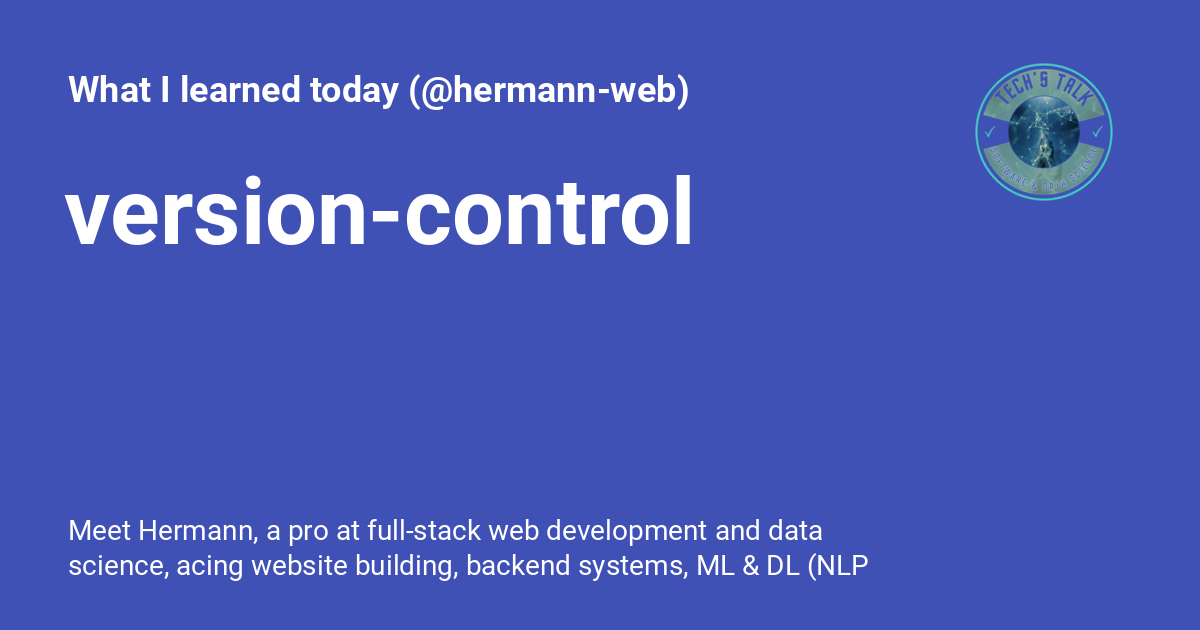 What I learned today (@hermann-web)
TECH'S TALK
version-control
SOFTWARE & DATA SCIENCE
Meet Hermann, a pro at full-stack web development and data
science, acing website building, backend systems, ML & DL (NLP